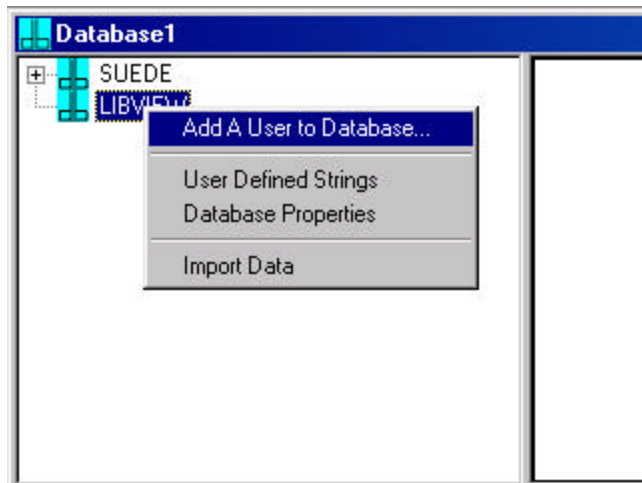 Database1
SUEDE
LIBVIEW
Add A User to Database...
User Defined Strings
Database Properties
Import Data